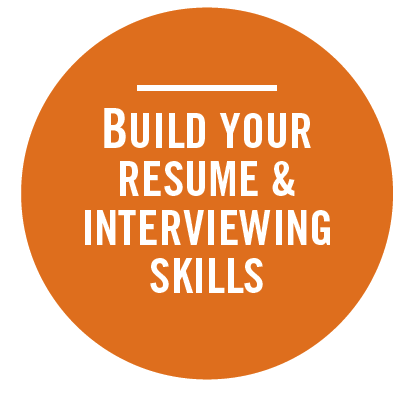 BUILD YOUR
RESUME &
INTERVIEWING
SKILLS